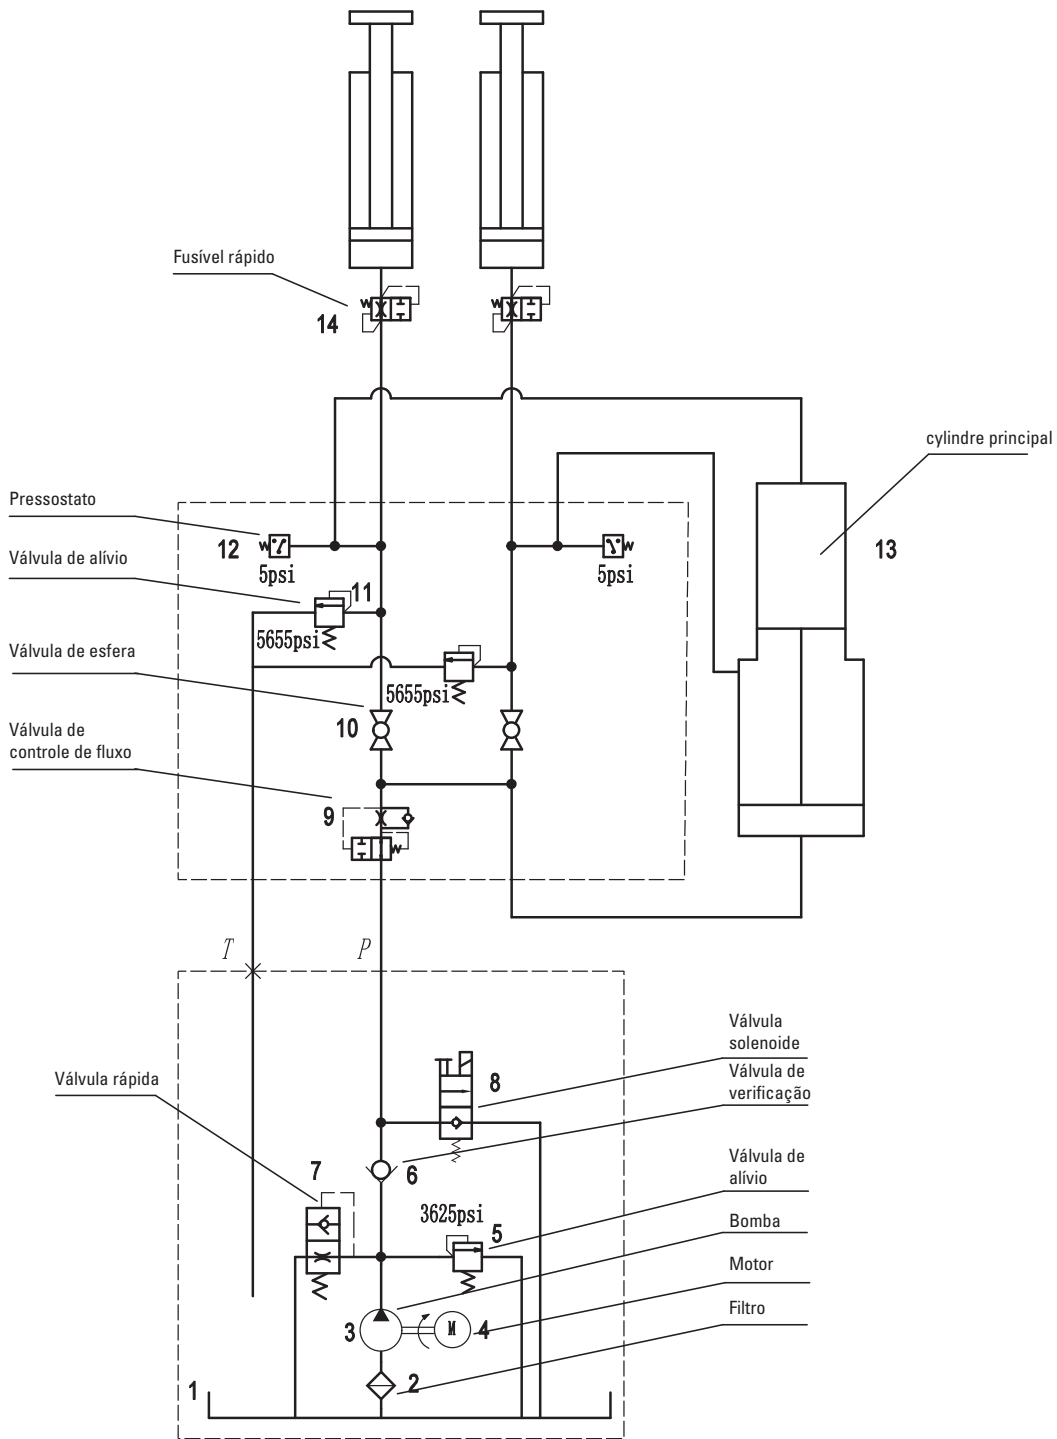 Fusível rápido
14
cylindre principal
Pressostato
12
5psi
5psi
13
Válvula de alívio
11
5655psi
Válvula de esfera
5655psi
10
Válvula de
controle de fluxo
9
T
P
Válvula
solenoide
8
Válvula de
verificação
Válvula rápida
7
6
Válvula de
alívio
3625psi
5
Bomba
Motor
3
M
4
Filtro
2
1